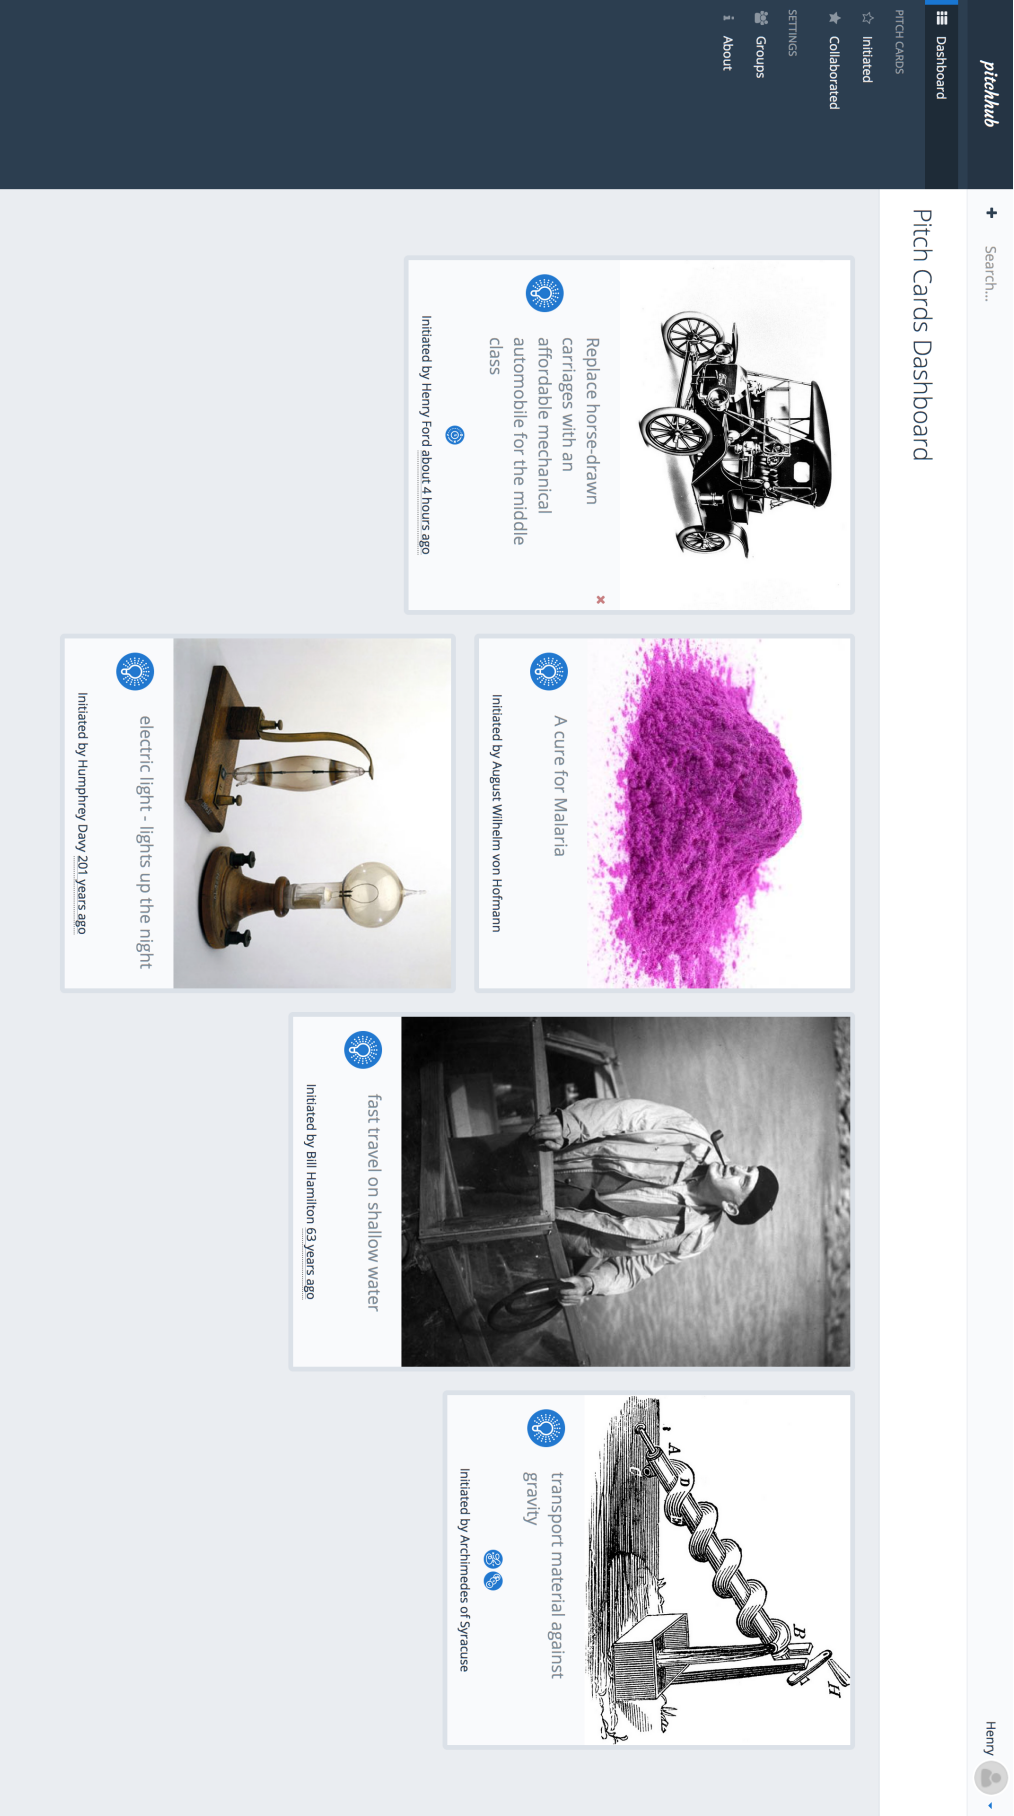 pitchhub
+ Search...
Henry
Dashboard
PITCH CARDS
Initiated
Collaborated
SETTINGS
Groups
About
Pitch Cards Dashboard
Replace horse-drawn
carriages with an
affordable mechanical
automobile for the middle
class
Initiated by Henry Ford about 4 hours ago
A cure for Malaria
Initiated by August Wilhelm von Hofmann
electric light - lights up the night
Initiated by Humphrey Davy 201 years ago
fast travel on shallow water
Initiated by Bill Hamilton 63 years ago
A
D
E
C
B
H
transport material against
gravity
Initiated by Archimedes of Syracuse